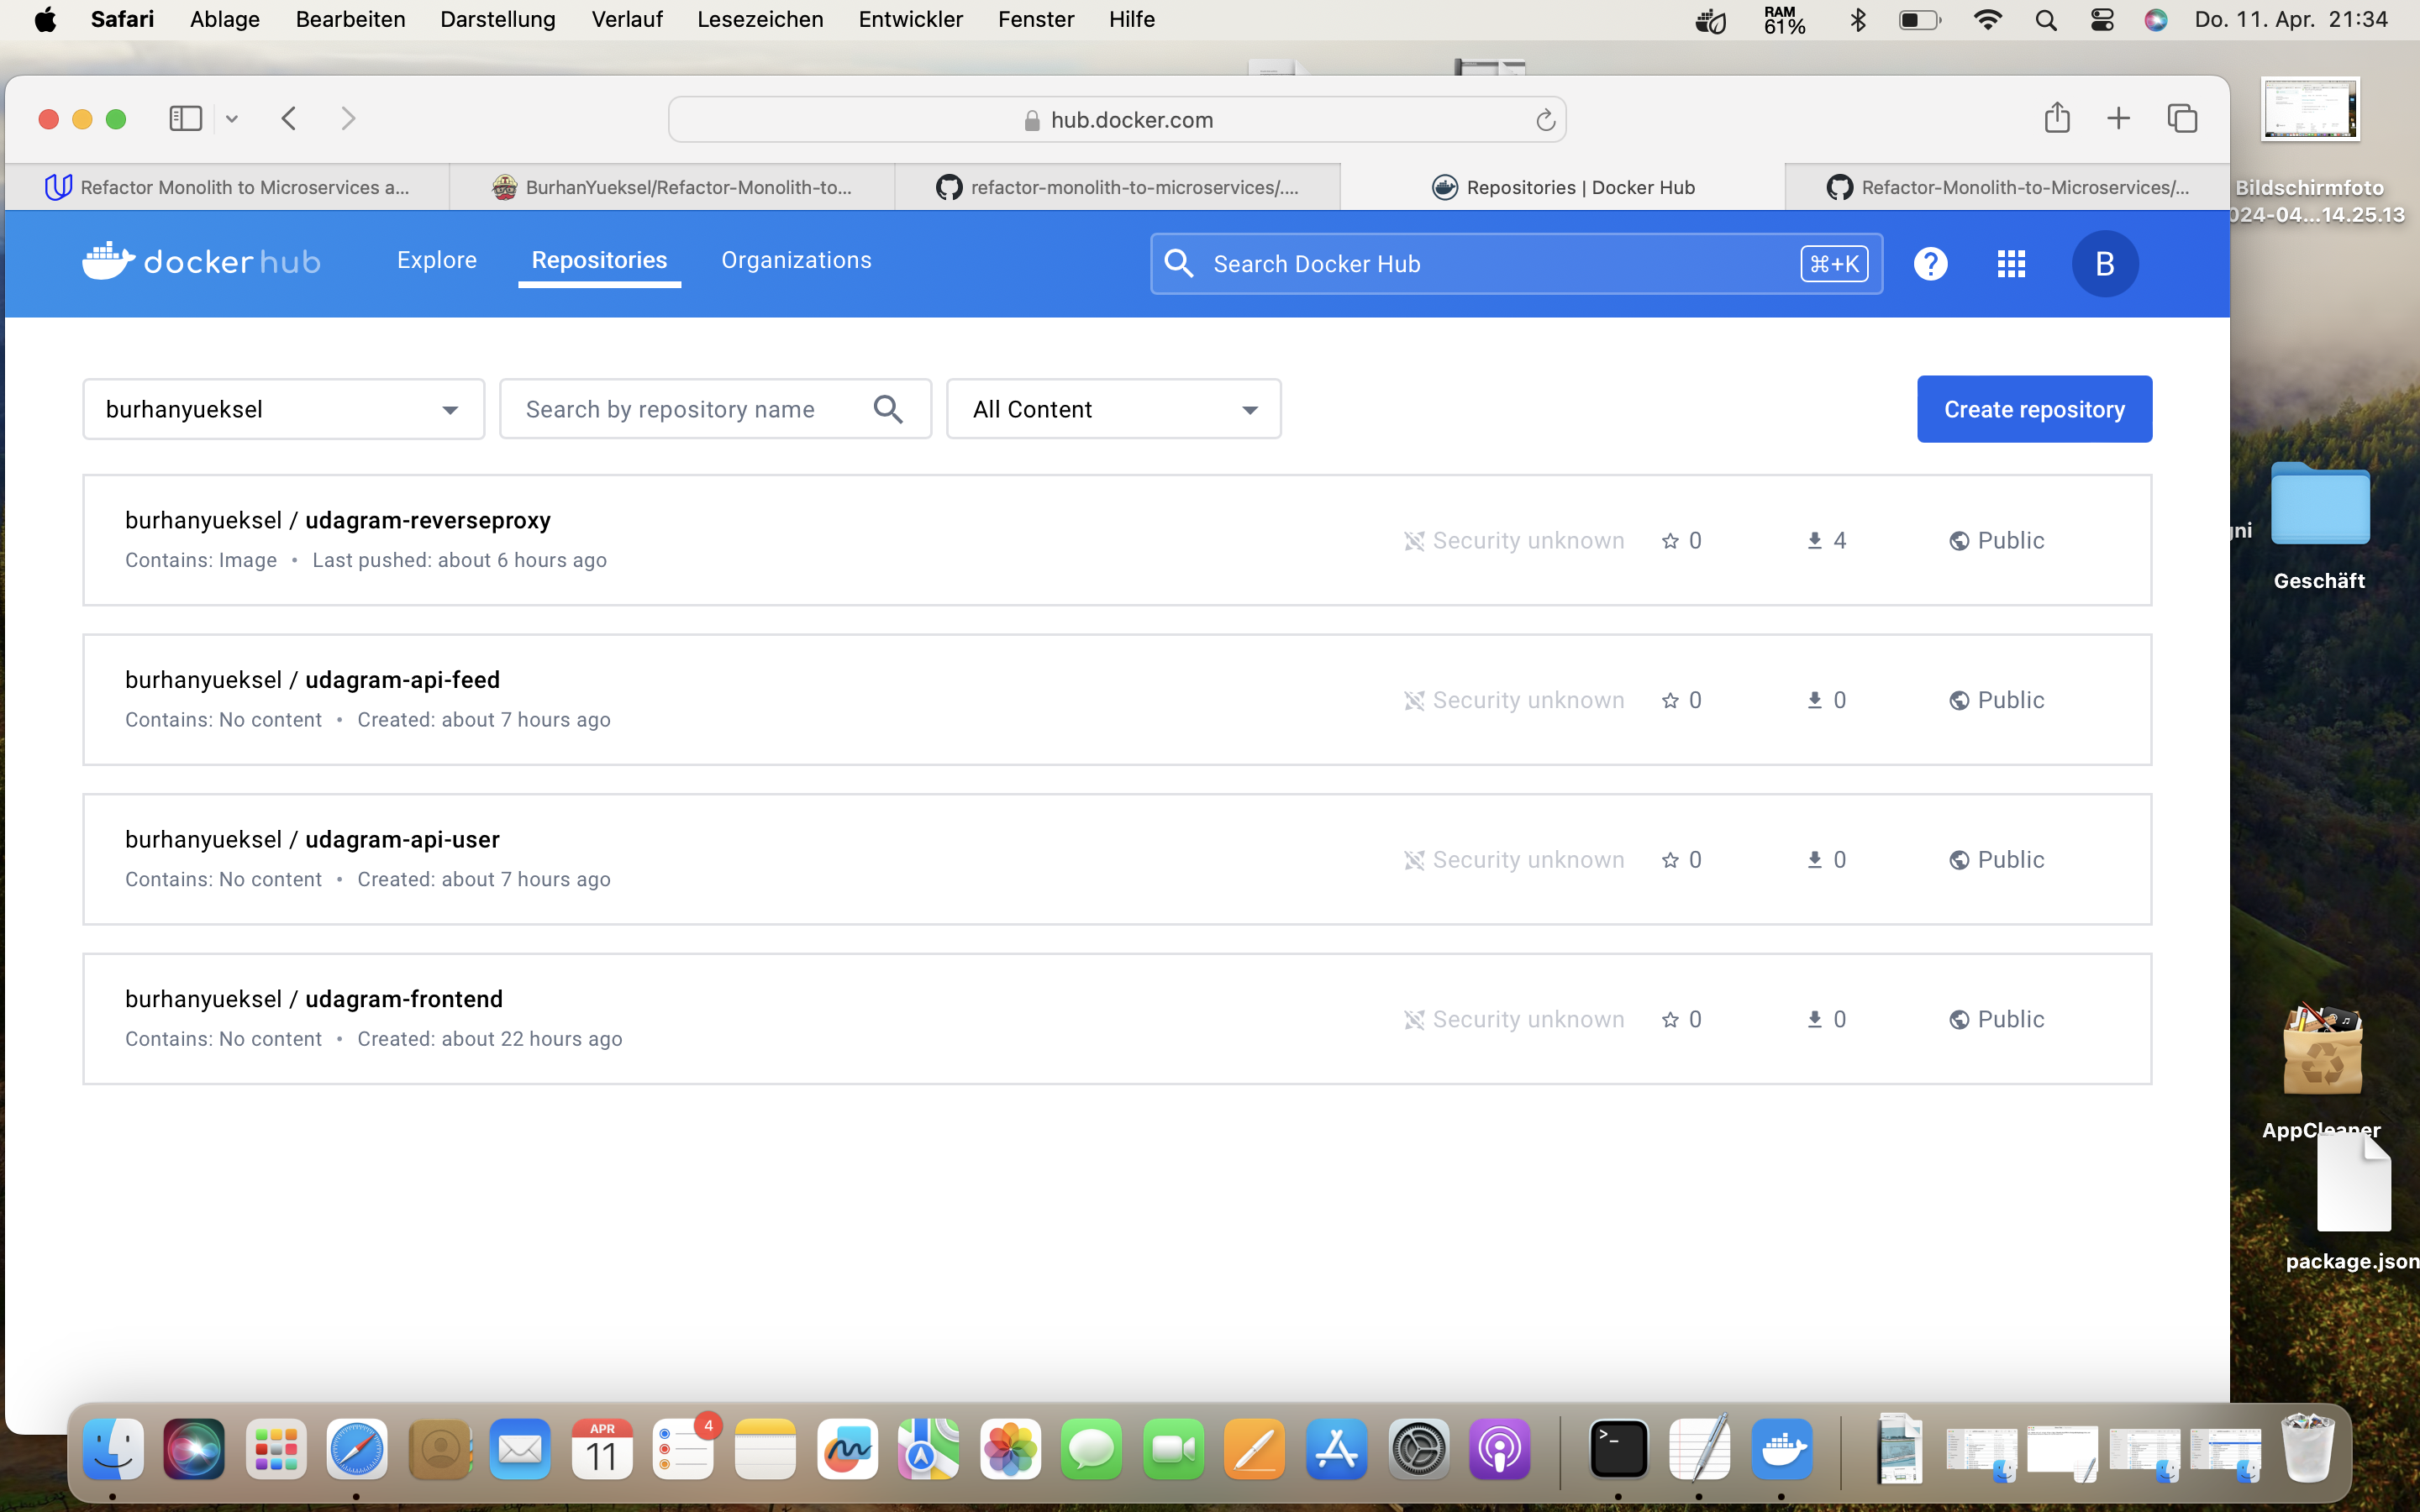 Safari Ablage Bearbeiten Darstellung Verlauf Lesezeichen Entwickler Fenster Hilfe RAM 61% Do. 11. Apr. 21:34
hub.docker.com
Refactor Monolith to Microservices a... BurhanYueksel/Refactor-Monolith-to... refactor-monolith-to-microservices/.... Repositories | Docker Hub Refactor-Monolith-to-Microservices/...
Bildschirmfoto
024-04...14.25.13
docker hub Explore Repositories Organizations Search Docker Hub ⌘+K ? B
burhanyueksel Search by repository name All Content Create repository
burhanyueksel / udagram-reverseproxy
Contains: Image • Last pushed: about 6 hours ago
Security unknown 0 4 Public
Geschäft
burhanyueksel / udagram-api-feed
Contains: No content • Created: about 7 hours ago
Security unknown 0 0 Public
burhanyueksel / udagram-api-user
Contains: No content • Created: about 7 hours ago
Security unknown 0 0 Public
burhanyueksel / udagram-frontend
Contains: No content • Created: about 22 hours ago
Security unknown 0 0 Public
AppCleaner
package.json
APR
11
4